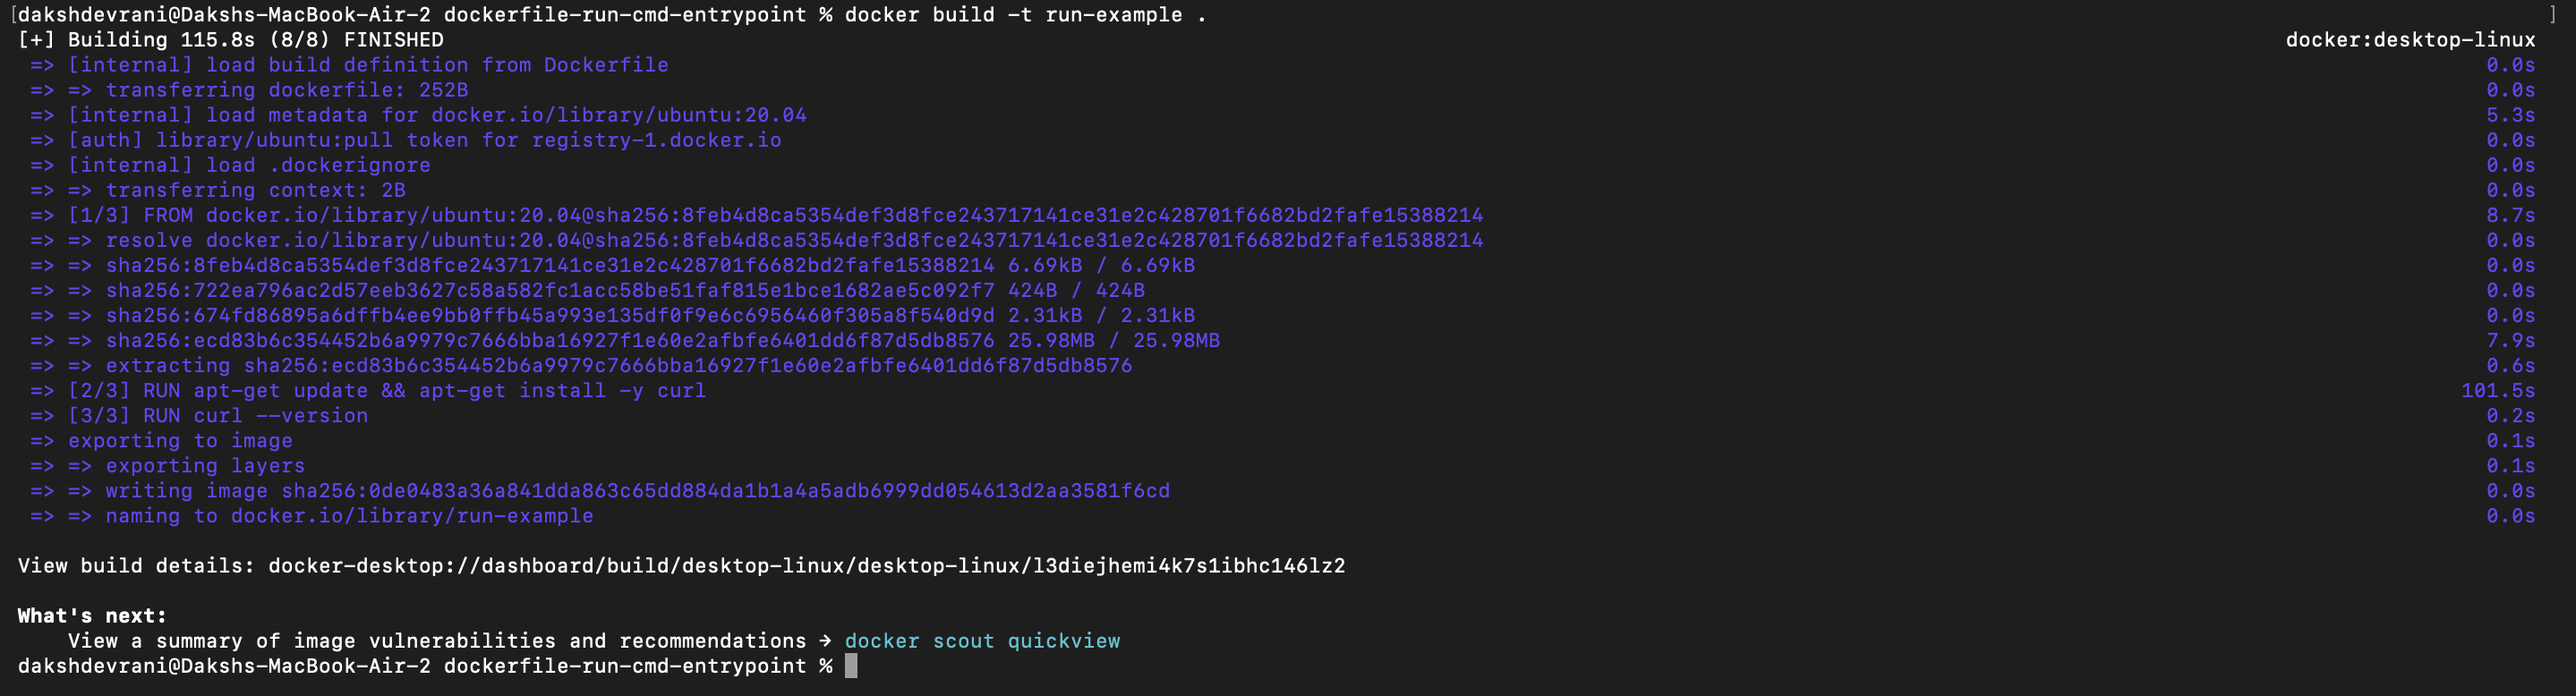 [dakshdevrani@Dakshs-MacBook-Air-2 dockerfile-run-cmd-entrypoint % docker build -t run-example . ]
[+] Building 115.8s (8/8) FINISHED docker:desktop-linux
=> [internal] load build definition from Dockerfile 0.0s
=> => transferring dockerfile: 252B 0.0s
=> [internal] load metadata for docker.io/library/ubuntu:20.04 5.3s
=> [auth] library/ubuntu:pull token for registry-1.docker.io 0.0s
=> [internal] load .dockerignore 0.0s
=> => transferring context: 2B 0.0s
=> [1/3] FROM docker.io/library/ubuntu:20.04@sha256:8feb4d8ca5354def3d8fce243717141ce31e2c428701f6682bd2fafe15388214 8.7s
=> => resolve docker.io/library/ubuntu:20.04@sha256:8feb4d8ca5354def3d8fce243717141ce31e2c428701f6682bd2fafe15388214 0.0s
=> => sha256:8feb4d8ca5354def3d8fce243717141ce31e2c428701f6682bd2fafe15388214 6.69kB / 6.69kB 0.0s
=> => sha256:722ea796ac2d57eeb3627c58a582fc1acc58be51faf815e1bce1682ae5c092f7 424B / 424B 0.0s
=> => sha256:674fd86895a6dffb4ee9bb0ffb45a993e135df0f9e6c6956460f305a8f540d9d 2.31kB / 2.31kB 0.0s
=> => sha256:ecd83b6c354452b6a9979c7666bba16927f1e60e2afbfe6401dd6f87d5db8576 25.98MB / 25.98MB 7.9s
=> => extracting sha256:ecd83b6c354452b6a9979c7666bba16927f1e60e2afbfe6401dd6f87d5db8576 0.6s
=> [2/3] RUN apt-get update && apt-get install -y curl 101.5s
=> [3/3] RUN curl --version 0.2s
=> exporting to image 0.1s
=> => exporting layers 0.1s
=> => writing image sha256:0de0483a36a841dda863c65dd884da1b1a4a5adb6999dd054613d2aa3581f6cd 0.0s
=> => naming to docker.io/library/run-example 0.0s
View build details: docker-desktop://dashboard/build/desktop-linux/desktop-linux/l3diejhemi4k7s1ibhc146lz2
What's next:
View a summary of image vulnerabilities and recommendations → docker scout quickview
dakshdevrani@Dakshs-MacBook-Air-2 dockerfile-run-cmd-entrypoint %